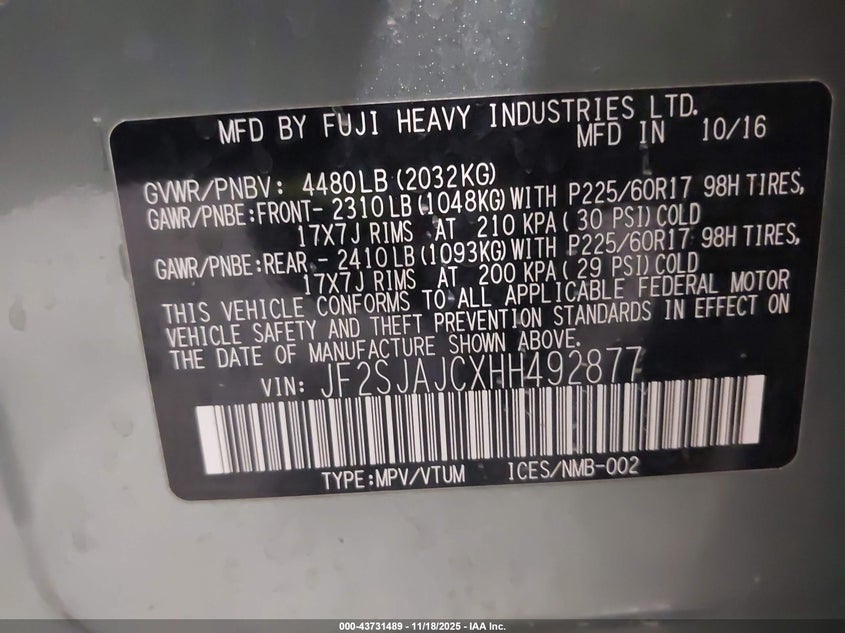 MFD BY FUJI HEAVY INDUSTRIES LTD.
MFD IN 10/16
GVWR/PNBV: 4480LB (2032KG)
GAWR/PNBE:FRONT- 2310LB (1048KG) WITH P225/60R17 98H TIRES,
17X7J RIMS AT 210 KPA ( 30 PSI) COLD
GAWR/PNBE:REAR - 2410LB (1093KG) WITH P225/60R17 98H TIRES,
17X7J RIMS AT 200 KPA ( 29 PSI) COLD
THIS VEHICLE CONFORMS TO ALL APPLICABLE FEDERAL MOTOR
VEHICLE SAFETY AND THEFT PREVENTION STANDARDS IN EFFECT ON
THE DATE OF MANUFACTURE SHOWN ABOVE.
VIN: JF2SJAJCXHH492877
TYPE:MPV/VTUM ICES/NMB-002
000-43731489 - 11/18/2025 - IAA Inc.